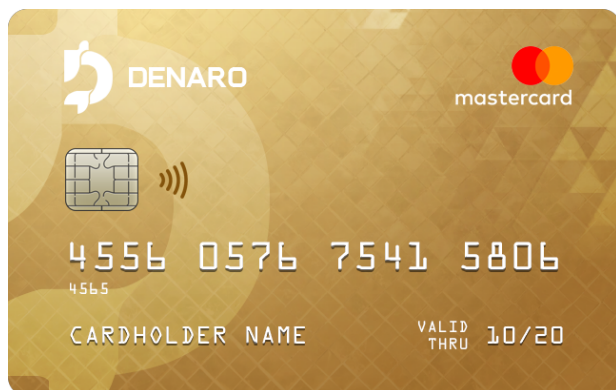 DENARO
mastercard
4556 0576 7541 5806
4565
CARDHOLDER NAME
VALID
THRU 10/20